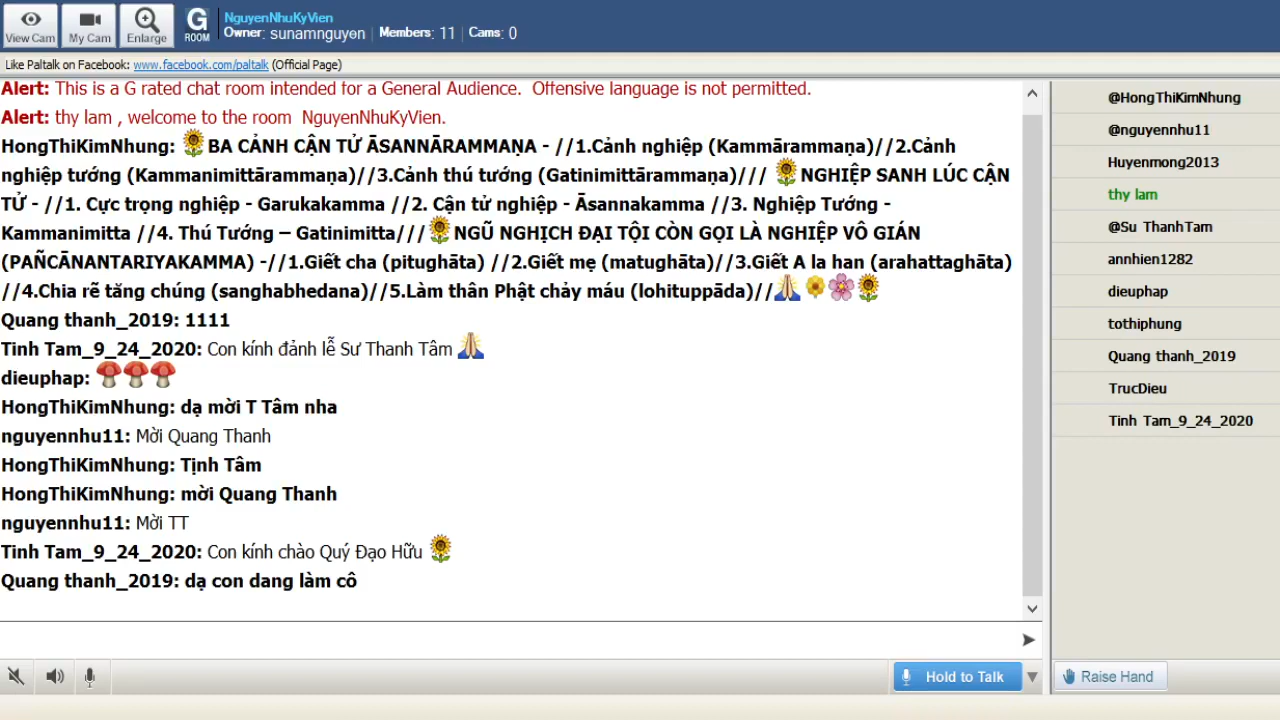 View Cam
My Cam
Enlarge
G
ROOM
NguyenNhuKyVien
Owner: sunamnguyen | Members: 11 | Cams: 0
Like Paltalk on Facebook: www.facebook.com/paltalk (Official Page)
Alert: This is a G rated chat room intended for a General Audience. Offensive language is not permitted.
Alert: thy lam , welcome to the room NguyenNhuKyVien.
HongThiKimNhung: 🌻BA CẢNH CẬN TỬ ĀSANNĀRAMMAṆA - //1.Cảnh nghiệp (Kammārammaṇa)//2.Cảnh
nghiệp tướng (Kammanimittārammaṇa)//3.Cảnh thú tướng (Gatinimittārammaṇa)/// 🌻NGHIỆP SANH LÚC CẬN
TỬ - //1. Cực trọng nghiệp - Garukakamma //2. Cận tử nghiệp - Āsannakamma //3. Nghiệp Tướng -
Kammanimitta //4. Thú Tướng – Gatinimitta///🌻NGŨ NGHỊCH ĐẠI TỘI CÒN GỌI LÀ NGHIỆP VÔ GIÁN
(PAÑCĀNANTARIYAKAMMA) -//1.Giết cha (pitughāta) //2.Giết mẹ (matughāta)//3.Giết A la han (arahattaghāta)
//4.Chia rẽ tăng chúng (sanghabhedana)//5.Làm thân Phật chảy máu (lohituppāda)//🙏🌼🌸🌻
Quang thanh_2019: 1111
Tinh Tam_9_24_2020: Con kính đảnh lễ Sư Thanh Tâm 🙏
dieuphap: 🍄🍄🍄
HongThiKimNhung: dạ mời T Tâm nha
nguyennhu11: Mời Quang Thanh
HongThiKimNhung: Tịnh Tâm
HongThiKimNhung: mời Quang Thanh
nguyennhu11: Mời TT
Tinh Tam_9_24_2020: Con kính chào Quý Đạo Hữu 🌻
Quang thanh_2019: dạ con dang làm cô
Hold to Talk
@HongThiKimNhung
@nguyennhu11
Huyenmong2013
thy lam
@Su ThanhTam
annhien1282
dieuphap
tothiphung
Quang thanh_2019
TrucDieu
Tinh Tam_9_24_2020
Raise Hand